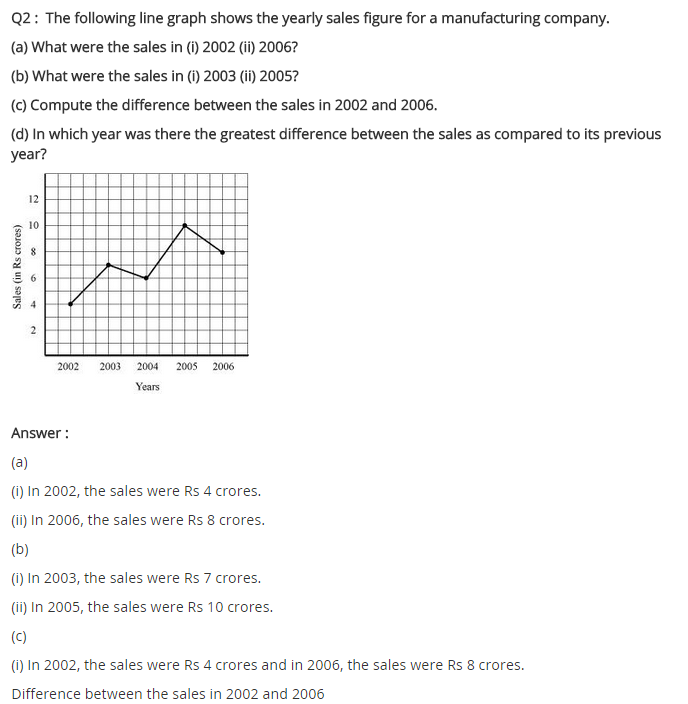 Q2 : The following line graph shows the yearly sales figure for a manufacturing company.
(a) What were the sales in (i) 2002 (ii) 2006?
(b) What were the sales in (i) 2003 (ii) 2005?
(c) Compute the difference between the sales in 2002 and 2006.
(d) In which year was there the greatest difference between the sales as compared to its previous
year?
Sales (in Rs crores)
12
10
8
6
4
2
2002 2003 2004 2005 2006
Years
Answer :
(a)
(i) In 2002, the sales were Rs 4 crores.
(ii) In 2006, the sales were Rs 8 crores.
(b)
(i) In 2003, the sales were Rs 7 crores.
(ii) In 2005, the sales were Rs 10 crores.
(c)
(i) In 2002, the sales were Rs 4 crores and in 2006, the sales were Rs 8 crores.
Difference between the sales in 2002 and 2006